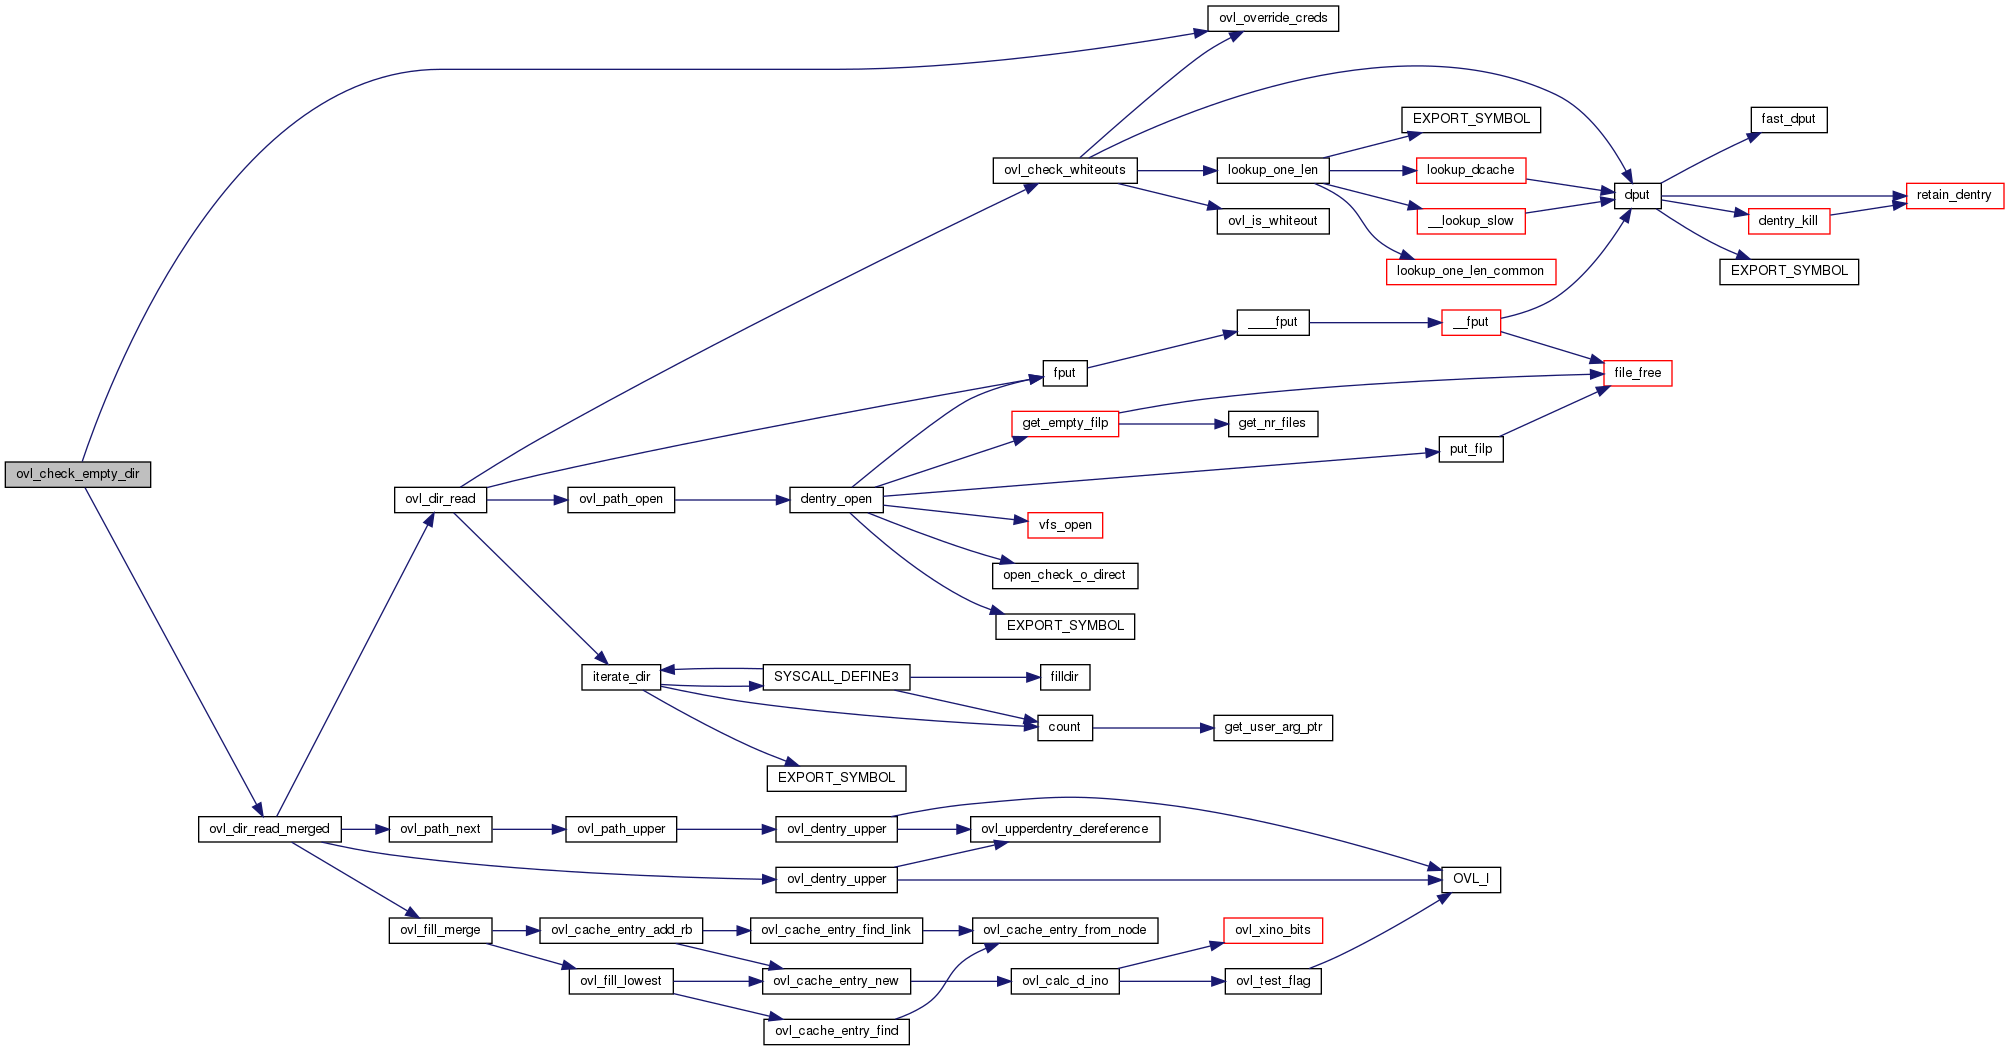 ovl_override_creds
EXPORT_SYMBOL
fast_dput
ovl_check_whiteouts
lookup_one_len
lookup_dcache
dput
retain_dentry
ovl_is_whiteout
__lookup_slow
dentry_kill
lookup_one_len_common
EXPORT_SYMBOL
____fput
__fput
fput
file_free
get_empty_filp
get_nr_files
put_filp
ovl_check_empty_dir
ovl_dir_read
ovl_path_open
dentry_open
vfs_open
open_check_o_direct
EXPORT_SYMBOL
iterate_dir
SYSCALL_DEFINE3
filldir
count
get_user_arg_ptr
EXPORT_SYMBOL
ovl_dir_read_merged
ovl_path_next
ovl_path_upper
ovl_dentry_upper
ovl_upperdentry_dereference
ovl_dentry_upper
OVL_I
ovl_fill_merge
ovl_cache_entry_add_rb
ovl_cache_entry_find_link
ovl_cache_entry_from_node
ovl_xino_bits
ovl_fill_lowest
ovl_cache_entry_new
ovl_calc_d_ino
ovl_test_flag
ovl_cache_entry_find